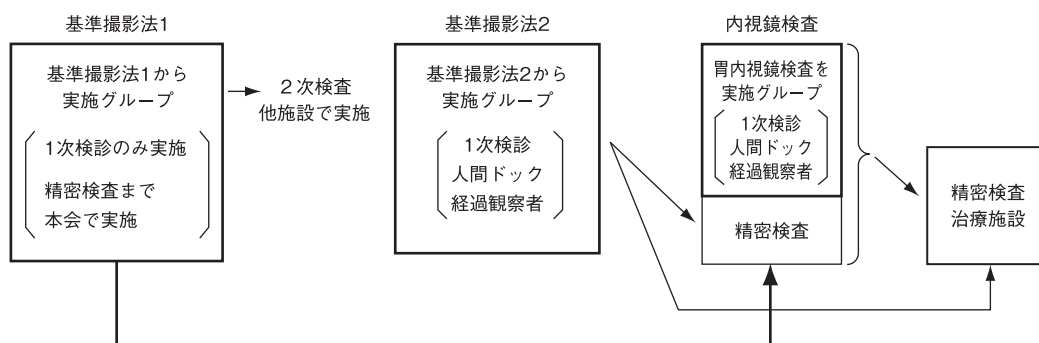 基準撮影法1
基準撮影法1から
実施グループ
1次検診のみ実施
精密検査まで
本会で実施
2次検査
他施設で実施
基準撮影法2
基準撮影法2から
実施グループ
1次検診
人間ドック
経過観察者
内視鏡検査
胃内視鏡検査を
実施グループ
1次検診
人間ドック
経過観察者
精密検査
精密検査
治療施設